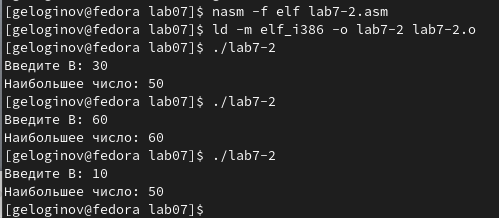 [geloginov@fedora lab07]$ nasm -f elf lab7-2.asm
[geloginov@fedora lab07]$ ld -m elf_i386 -o lab7-2 lab7-2.o
[geloginov@fedora lab07]$ ./lab7-2
Введите В: 30
Наибольшее число: 50
[geloginov@fedora lab07]$ ./lab7-2
Введите В: 60
Наибольшее число: 60
[geloginov@fedora lab07]$ ./lab7-2
Введите В: 10
Наибольшее число: 50
[geloginov@fedora lab07]$